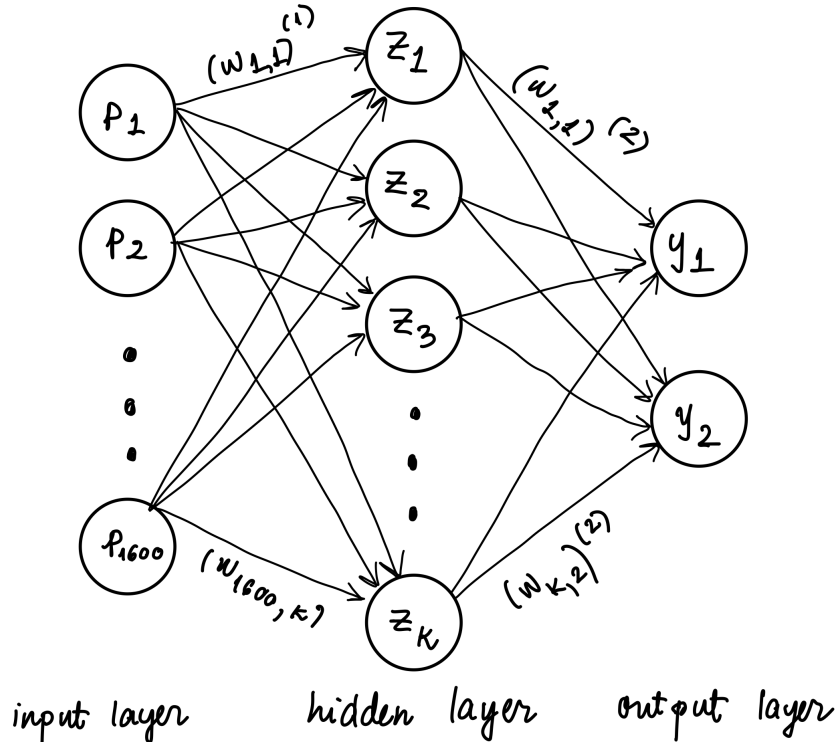 (w1,1)(1)
z1
(w1,1)(2)
p1
z2
p2
y1
z3
y2
p1600
(w1600,k)
zk
(wk,2)(2)
input layer
hidden layer
output layer